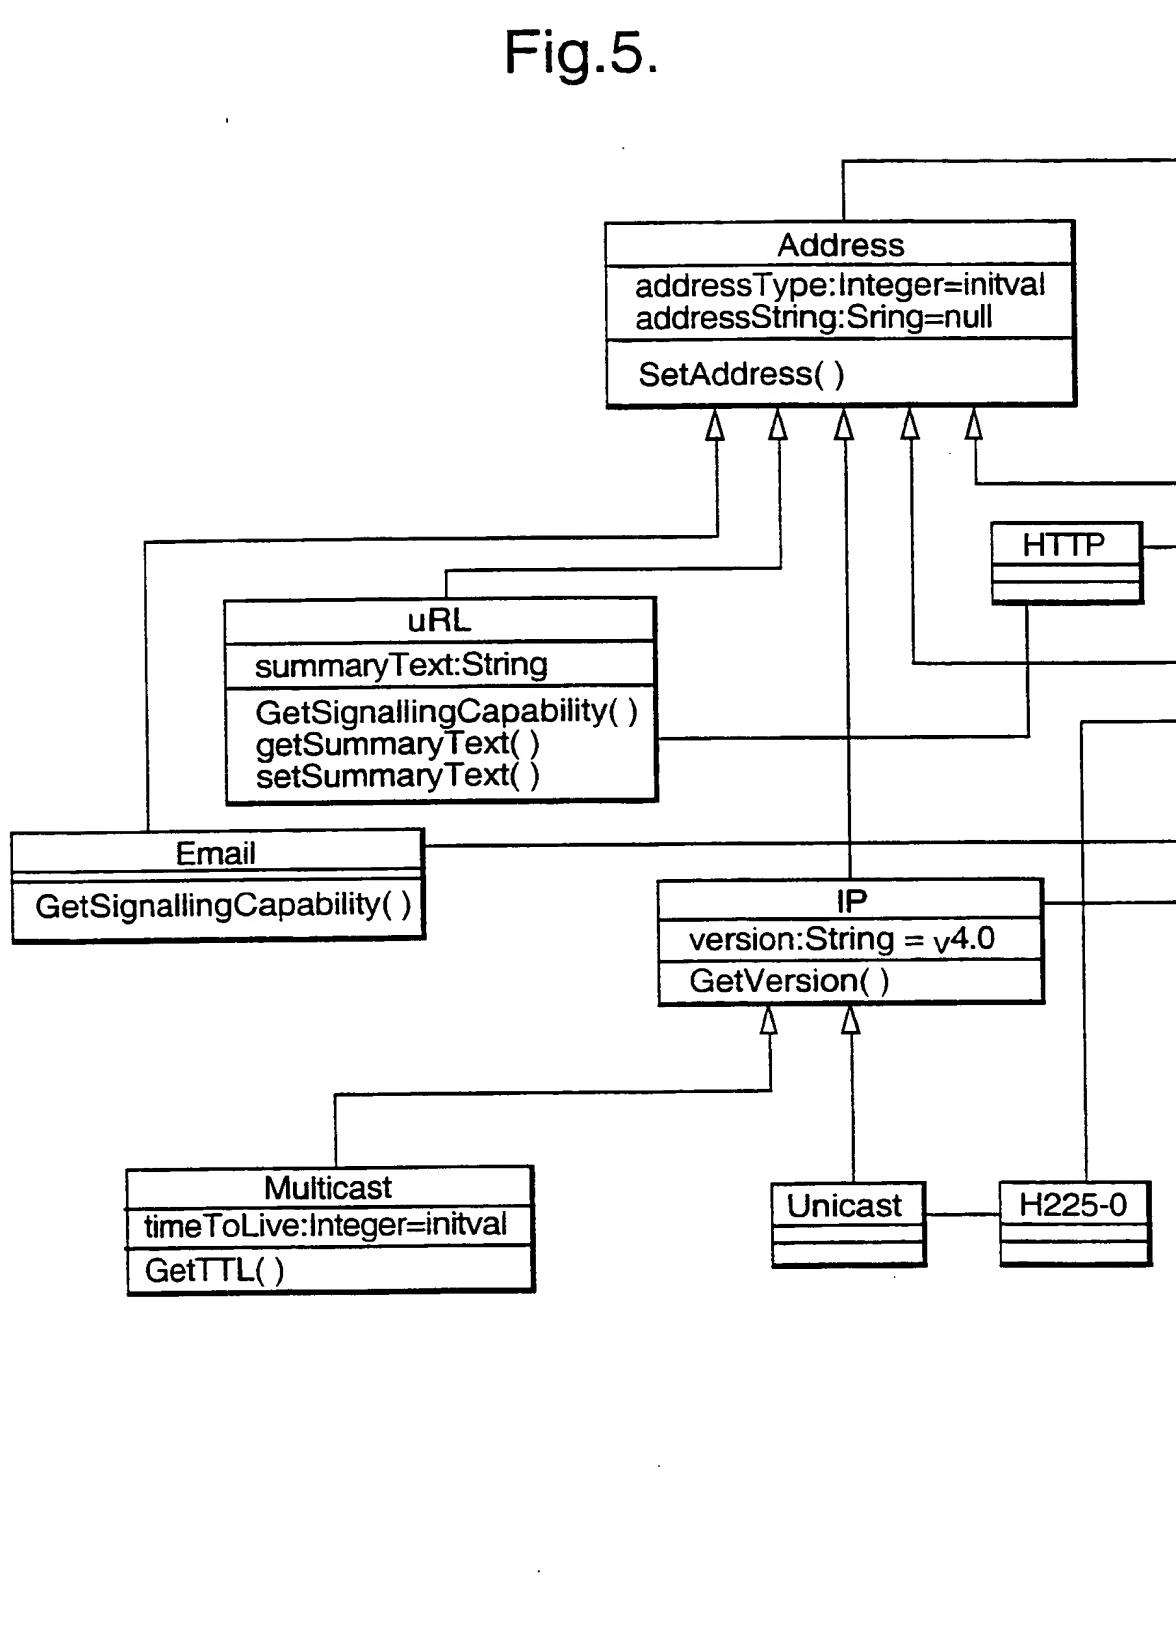 Fig.5.
Address
addressType:Integer=initval
addressString:Sring=null
SetAddress( )
HTTP
uRL
summaryText:String
GetSignallingCapability( )
getSummaryText( )
setSummaryText( )
Email
GetSignallingCapability( )
IP
version:String = v4.0
GetVersion( )
Multicast
timeToLive:Integer=initval
GetTTL( )
Unicast
H225-0